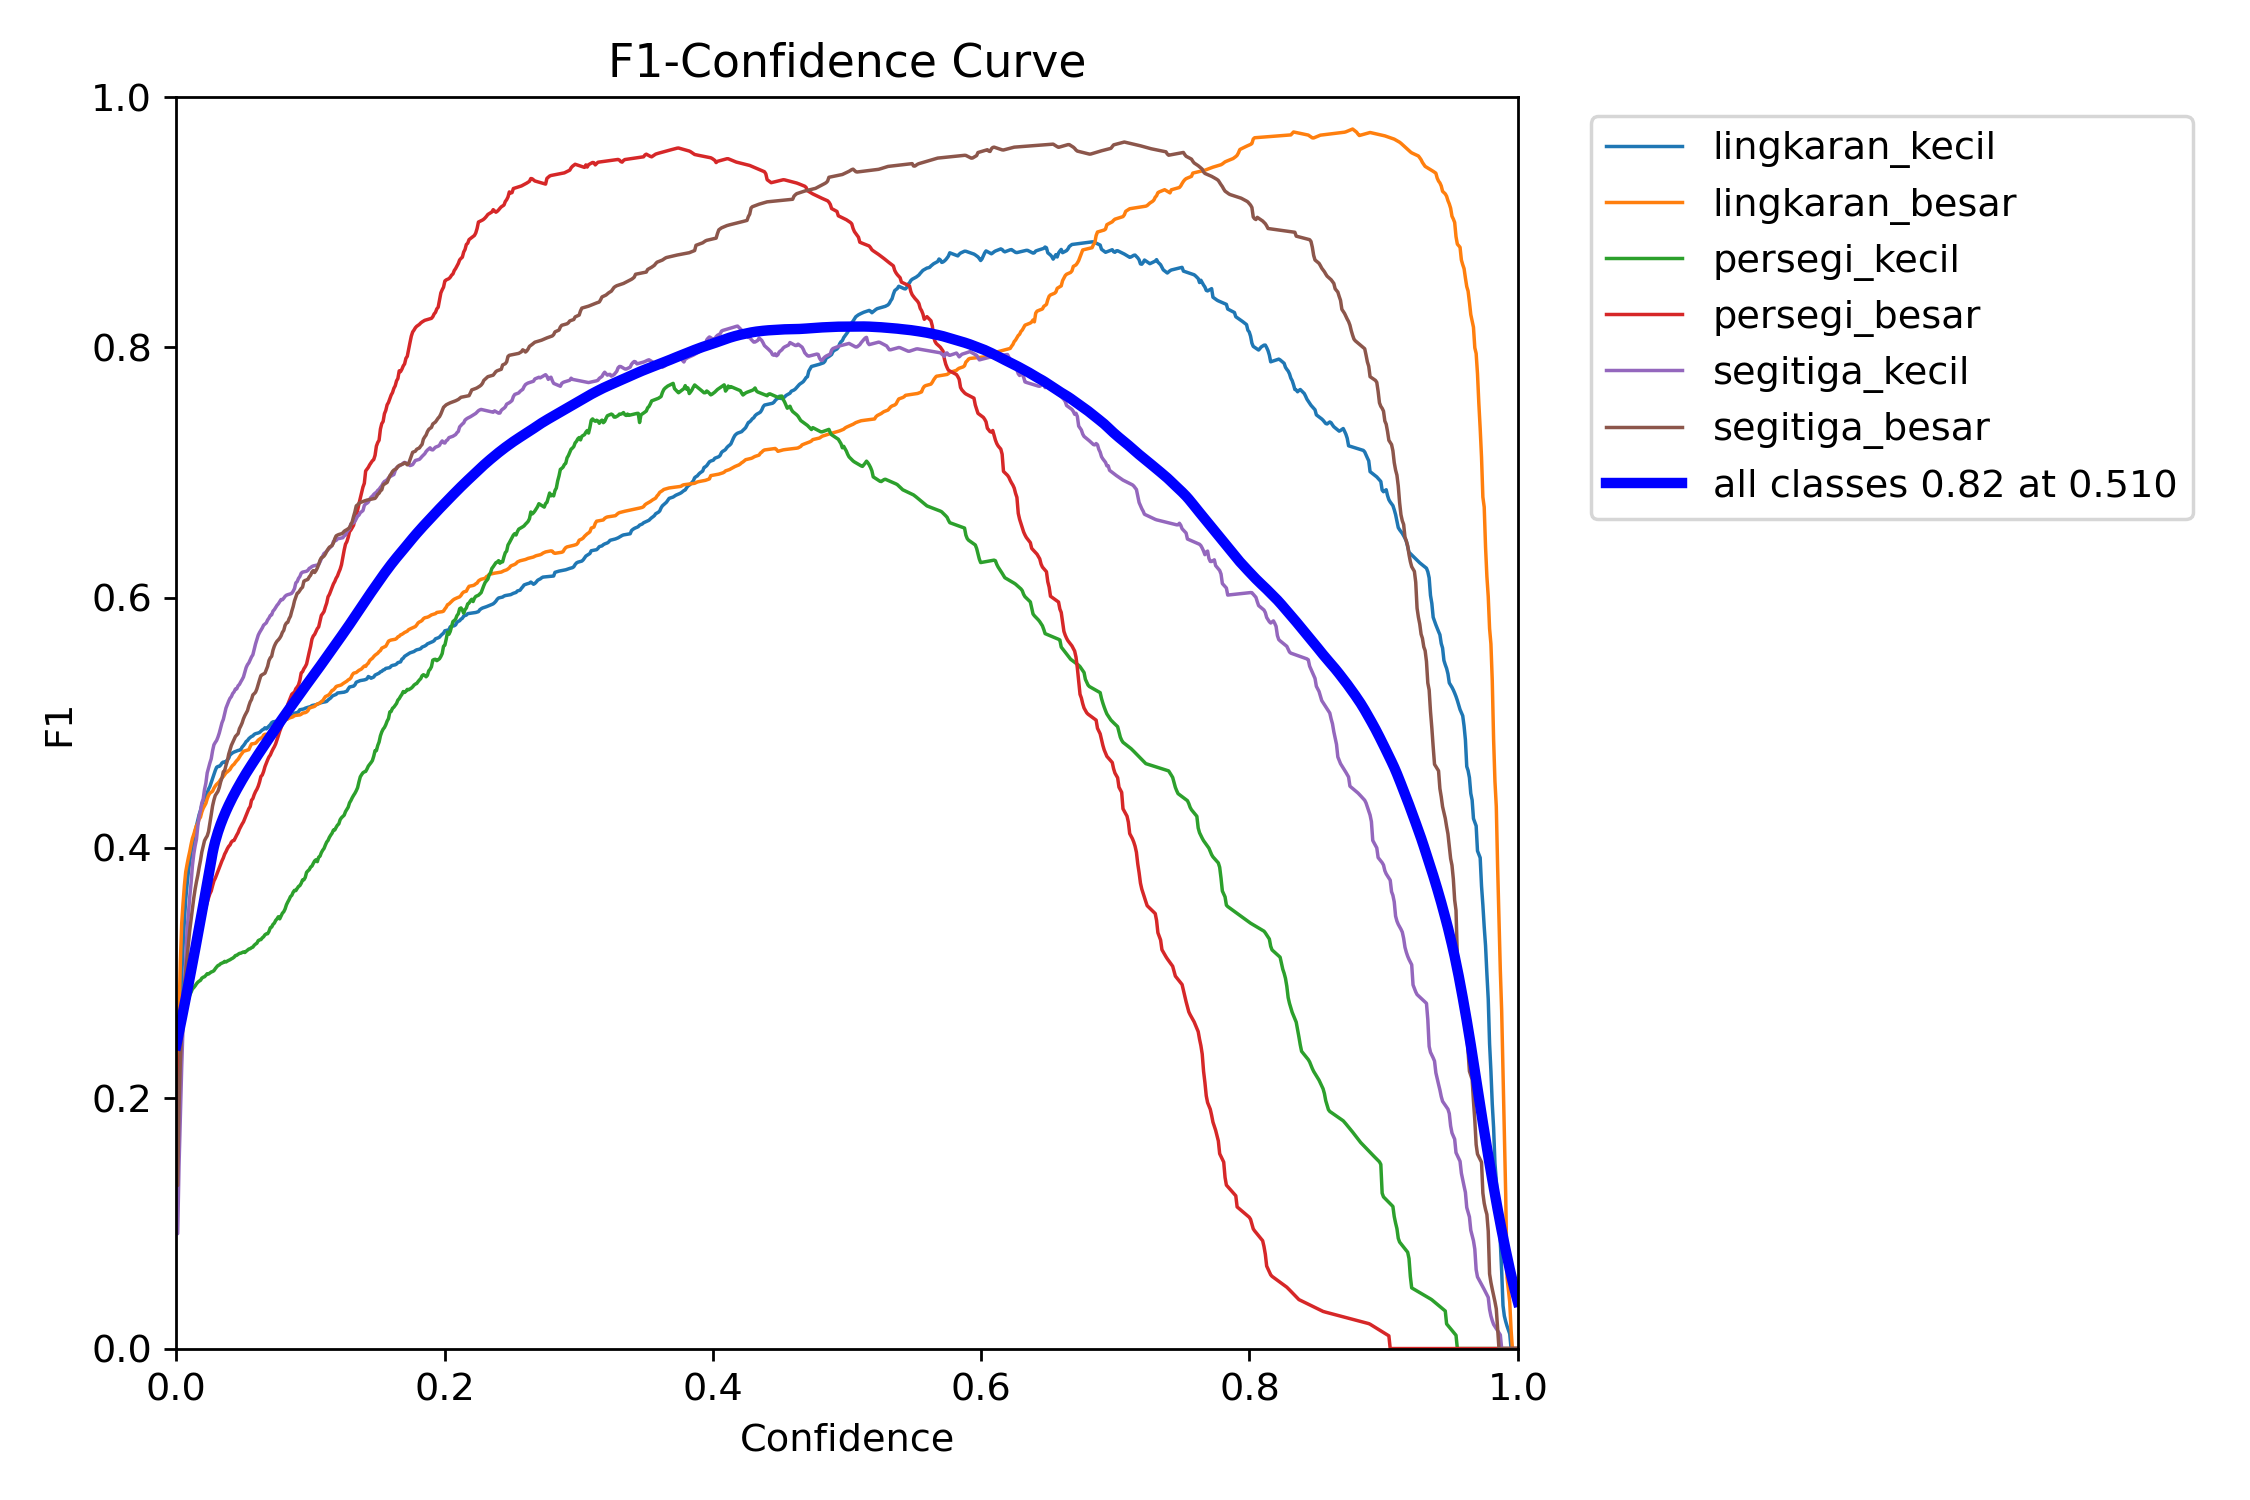 F1-Confidence Curve
1.0
0.8
0.6
0.4
0.2
0.0
F1
0.0 0.2 0.4 0.6 0.8 1.0
Confidence
lingkaran_kecil
lingkaran_besar
persegi_kecil
persegi_besar
segitiga_kecil
segitiga_besar
all classes 0.82 at 0.510